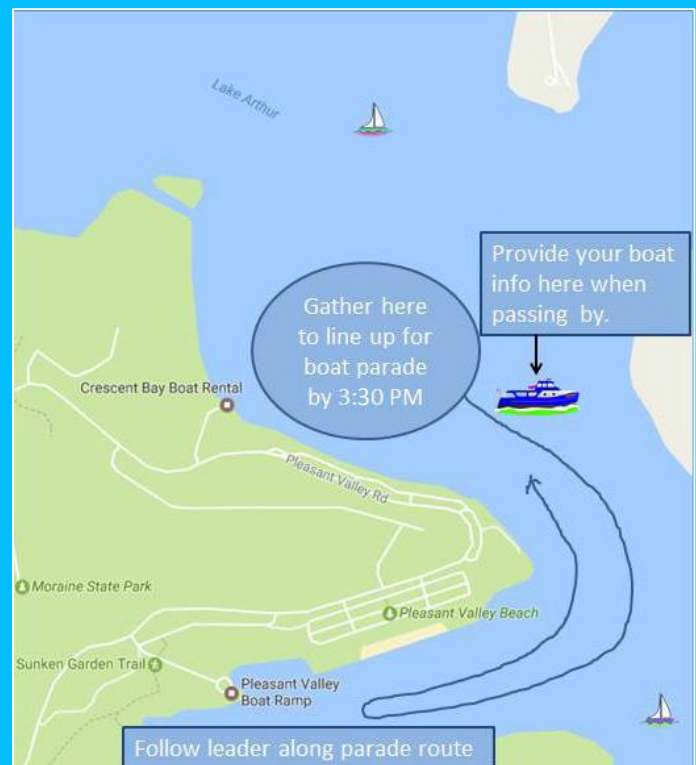 Lake Arthur
Provide your boat
info here when
passing by.
Gather here
to line up for
boat parade
by 3:30 PM
Crescent Bay Boat Rental
Pleasant Valley Rd
Moraine State Park
Pleasant Valley Beach
Sunken Garden Trail
Pleasant Valley
Boat Ramp
Follow leader along parade route